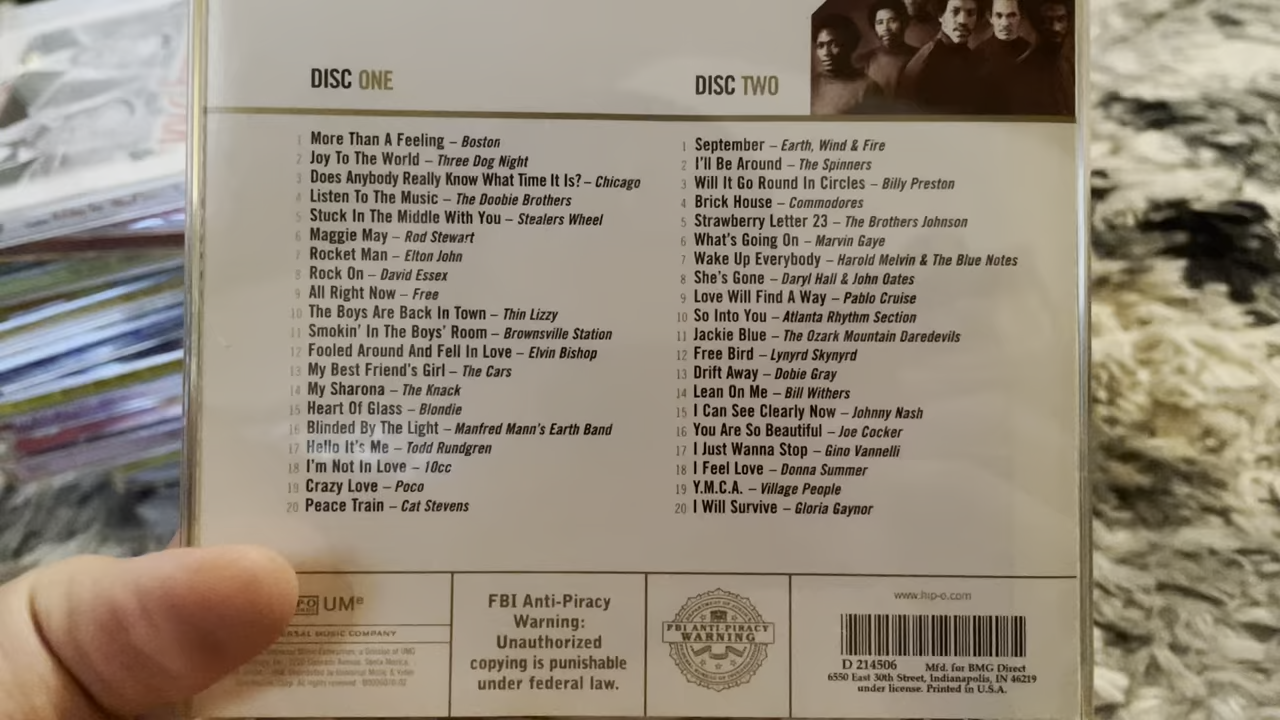 DISC ONE
1 More Than A Feeling – Boston
2 Joy To The World – Three Dog Night
3 Does Anybody Really Know What Time It Is? – Chicago
4 Listen To The Music – The Doobie Brothers
5 Stuck In The Middle With You – Stealers Wheel
6 Maggie May – Rod Stewart
7 Rocket Man – Elton John
8 Rock On – David Essex
9 All Right Now – Free
10 The Boys Are Back In Town – Thin Lizzy
11 Smokin' In The Boys' Room – Brownsville Station
12 Fooled Around And Fell In Love – Elvin Bishop
13 My Best Friend's Girl – The Cars
14 My Sharona – The Knack
15 Heart Of Glass – Blondie
16 Blinded By The Light – Manfred Mann's Earth Band
17 Hello It's Me – Todd Rundgren
18 I'm Not In Love – 10cc
19 Crazy Love – Poco
20 Peace Train – Cat Stevens
DISC TWO
1 September – Earth, Wind & Fire
2 I'll Be Around – The Spinners
3 Will It Go Round In Circles – Billy Preston
4 Brick House – Commodores
5 Strawberry Letter 23 – The Brothers Johnson
6 What's Going On – Marvin Gaye
7 Wake Up Everybody – Harold Melvin & The Blue Notes
8 She's Gone – Daryl Hall & John Oates
9 Love Will Find A Way – Pablo Cruise
10 So Into You – Atlanta Rhythm Section
11 Jackie Blue – The Ozark Mountain Daredevils
12 Free Bird – Lynyrd Skynyrd
13 Drift Away – Dobie Gray
14 Lean On Me – Bill Withers
15 I Can See Clearly Now – Johnny Nash
16 You Are So Beautiful – Joe Cocker
17 I Just Wanna Stop – Gino Vannelli
18 I Feel Love – Donna Summer
19 Y.M.C.A. – Village People
20 I Will Survive – Gloria Gaynor
UMe
MUSIC COMPANY
FBI Anti-Piracy
Warning:
Unauthorized
copying is punishable
under federal law.
FBI ANTI-PIRACY
WARNING
www.hip-o.com
D 214506 Mfd. for BMG Direct
6550 East 30th Street, Indianapolis, IN 46219
under license. Printed in U.S.A.